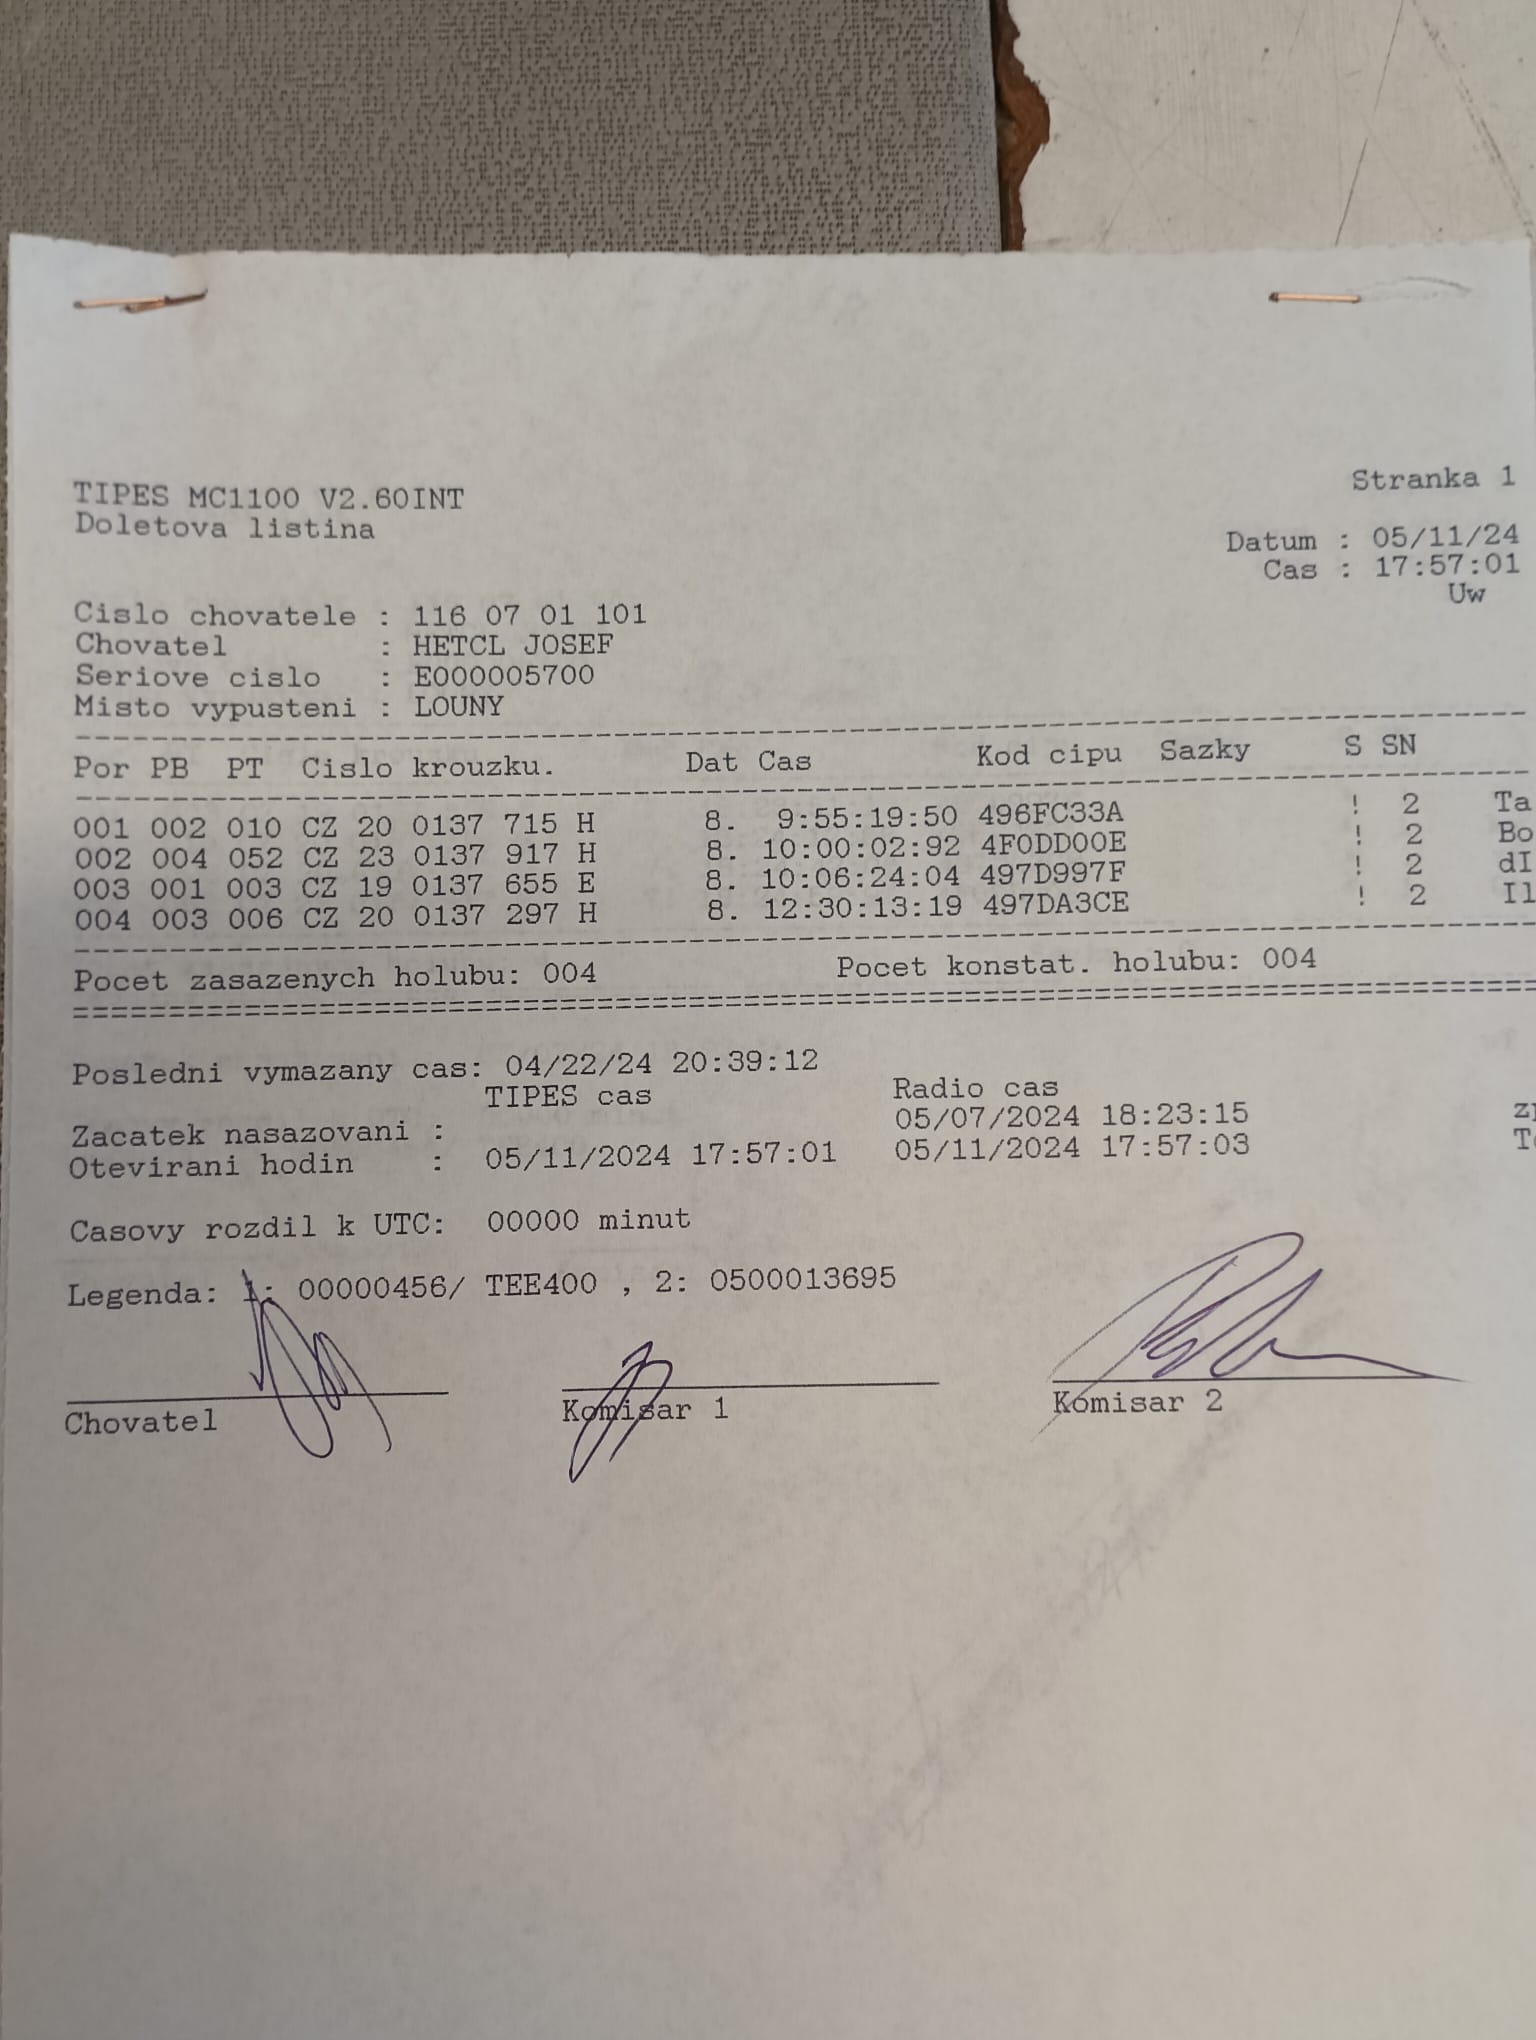 TIPES MC1100 V2.60INT Stranka 1
Doletova listina
Datum : 05/11/24
Cas : 17:57:01
Uw
Cislo chovatele : 116 07 01 101
Chovatel : HETCL JOSEF
Seriove cislo : E000005700
Misto vypusteni : LOUNY
Por PB PT Cislo krouzku. Dat Cas Kod cipu Sazky S SN
001 002 010 CZ 20 0137 715 H 8. 9:55:19:50 496FC33A ! 2 Ta
002 004 052 CZ 23 0137 917 H 8. 10:00:02:92 4F0DD00E ! 2 Bo
003 001 003 CZ 19 0137 655 E 8. 10:06:24:04 497D997F ! 2 dI
004 003 006 CZ 20 0137 297 H 8. 12:30:13:19 497DA3CE ! 2 Il
Pocet zasazenych holubu: 004 Pocet konstat. holubu: 004
Posledni vymazany cas: 04/22/24 20:39:12
TIPES cas Radio cas
Zacatek nasazovani : 05/07/2024 18:23:15
Otevirani hodin : 05/11/2024 17:57:01 05/11/2024 17:57:03
Casovy rozdil k UTC: 00000 minut
Legenda: 1: 00000456/ TEE400 , 2: 0500013695
Chovatel Komisar 1 Komisar 2